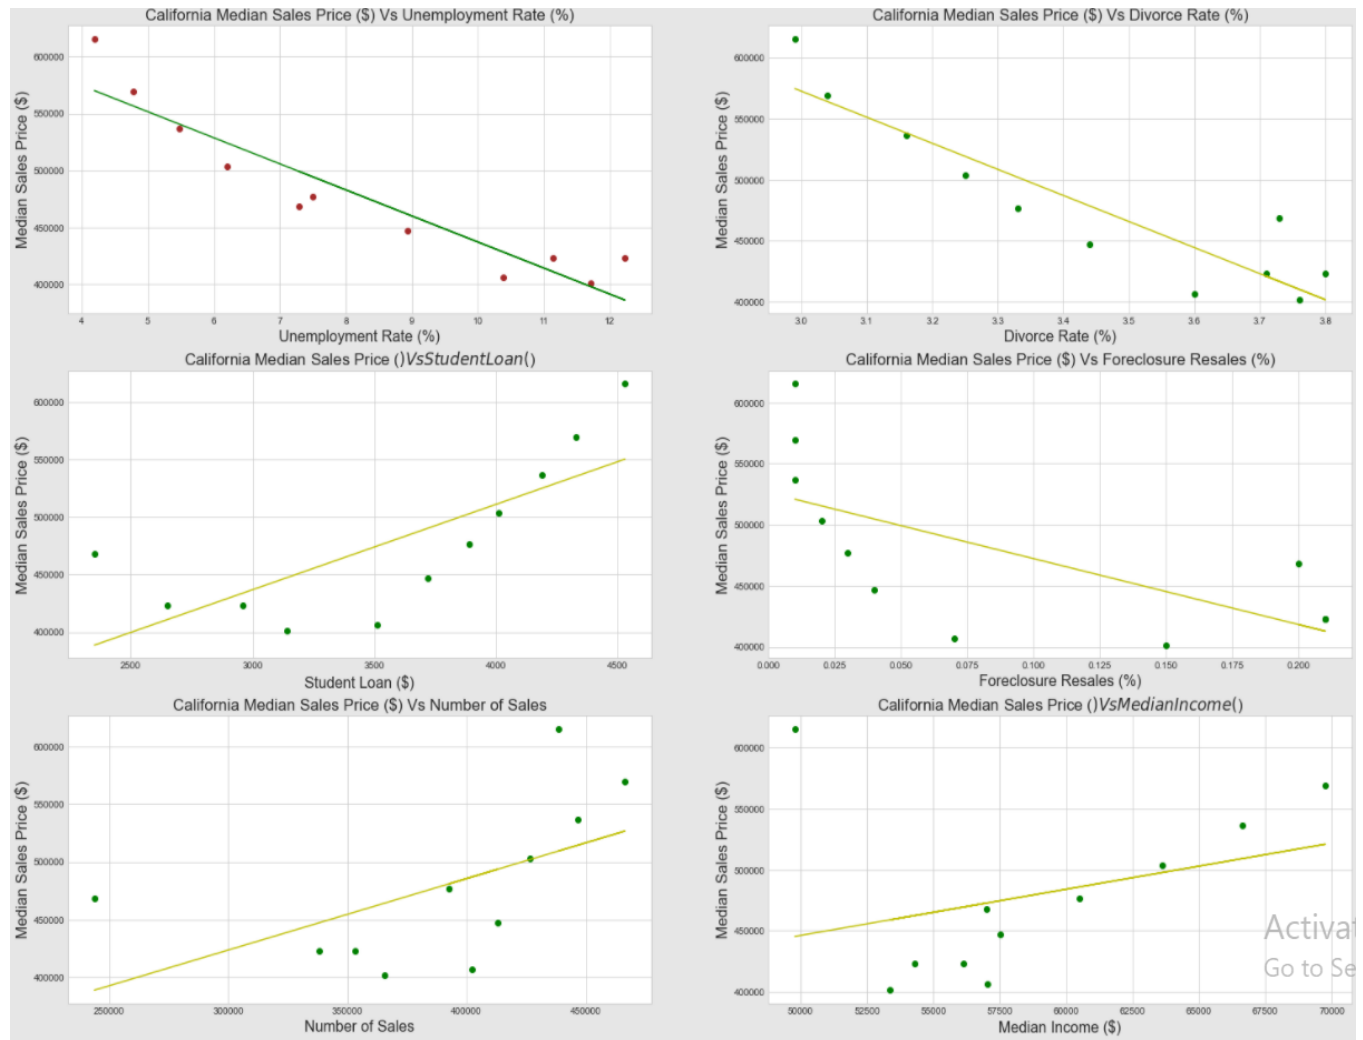 California Median Sales Price ($) Vs Unemployment Rate (%)
Median Sales Price ($)
600000
550000
500000
450000
400000
4 5 6 7 8 9 10 11 12
Unemployment Rate (%)
California Median Sales Price ($) Vs Divorce Rate (%)
Median Sales Price ($)
600000
550000
500000
450000
400000
3.0 3.1 3.2 3.3 3.4 3.5 3.6 3.7 3.8
Divorce Rate (%)
California Median Sales Price ()VsStudentLoan()
Median Sales Price ($)
600000
550000
500000
450000
400000
2500 3000 3500 4000 4500
Student Loan ($)
California Median Sales Price ($) Vs Foreclosure Resales (%)
Median Sales Price ($)
600000
550000
500000
450000
400000
0.000 0.025 0.050 0.075 0.100 0.125 0.150 0.175 0.200
Foreclosure Resales (%)
California Median Sales Price ($) Vs Number of Sales
Median Sales Price ($)
600000
550000
500000
450000
400000
250000 300000 350000 400000 450000
Number of Sales
California Median Sales Price ()VsMedianIncome()
Median Sales Price ($)
600000
550000
500000
450000
400000
50000 52500 55000 57500 60000 62500 65000 67500 70000
Median Income ($)
Activat
Go to Se